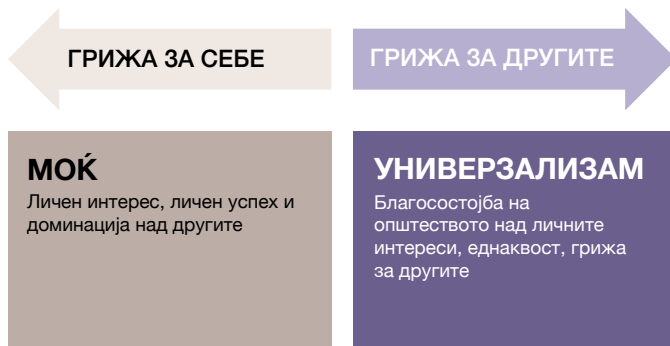 ГРИЖА ЗА СЕБЕ
ГРИЖА ЗА ДРУГИТЕ
МОЌ
Личен интерес, личен успех и
доминација над другите
УНИВЕРЗАЛИЗАМ
Благосостојба на
општеството над личните
интереси, еднаквост, грижа
за другите